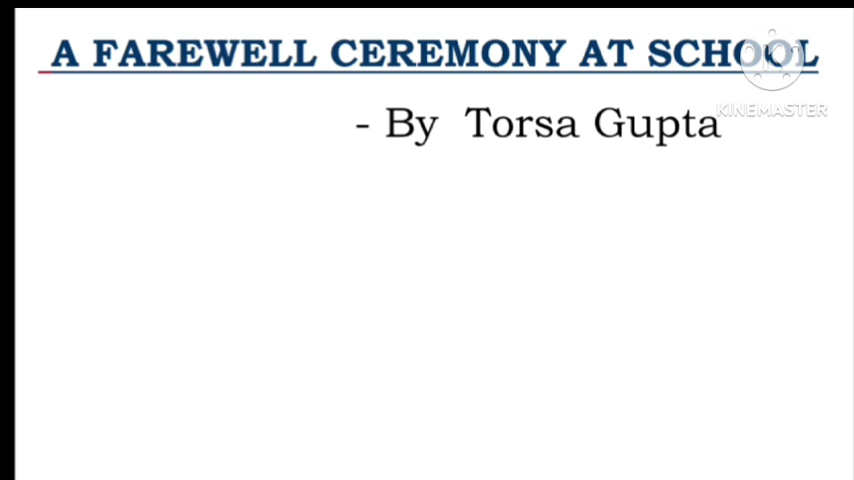 A FAREWELL CEREMONY AT SCHOOL
- By Torsa Gupta
KINEMASTER